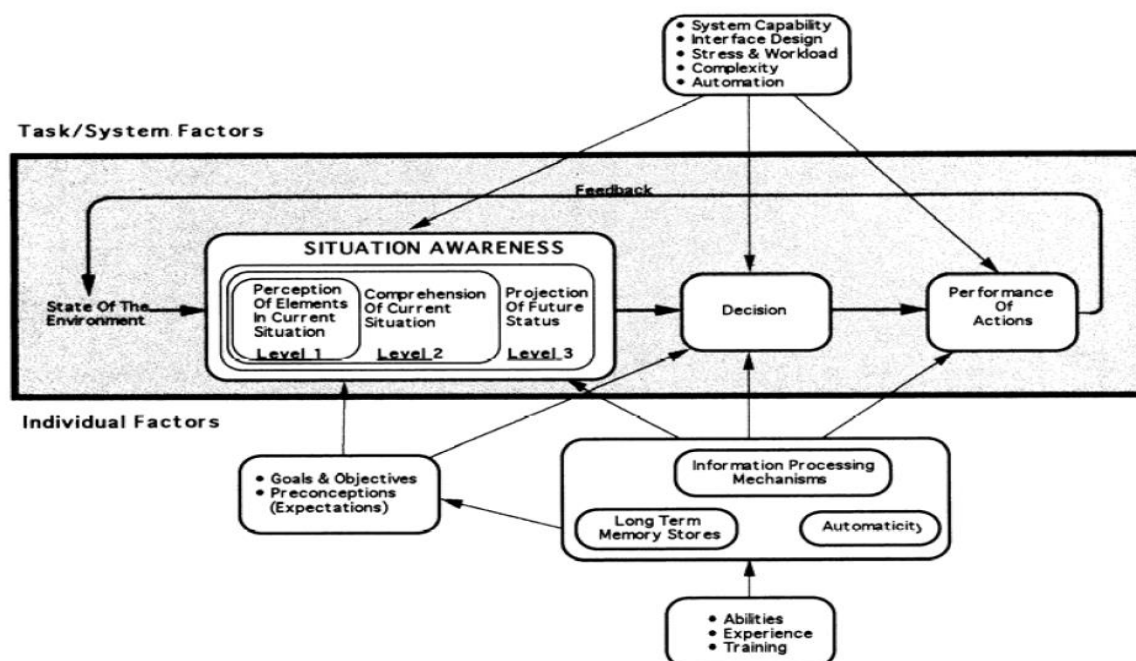 • System Capability
• Interface Design
• Stress & Workload
• Complexity
• Automation
Task/System Factors
Feedback
SITUATION AWARENESS
State Of The
Environment
Perception
Of Elements
In Current
Situation
Level 1
Comprehension
Of Current
Situation
Level 2
Projection
Of Future
Status
Level 3
Decision
Performance
Of
Actions
Individual Factors
• Goals & Objectives
• Preconceptions
(Expectations)
Information Processing
Mechanisms
Long Term
Memory Stores
Automaticity
• Abilities
• Experience
• Training